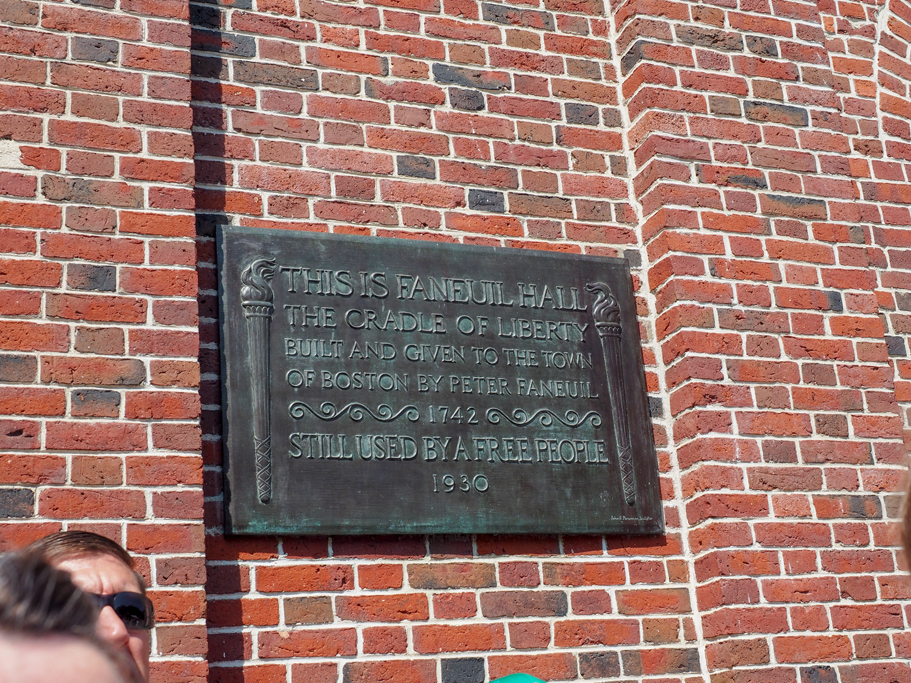 THIS IS FANEUIL HALL
THE CRADLE OF LIBERTY
BUILT AND GIVEN TO THE TOWN
OF BOSTON BY PETER FANEUIL
1742
STILL USED BY A FREE PEOPLE
1930